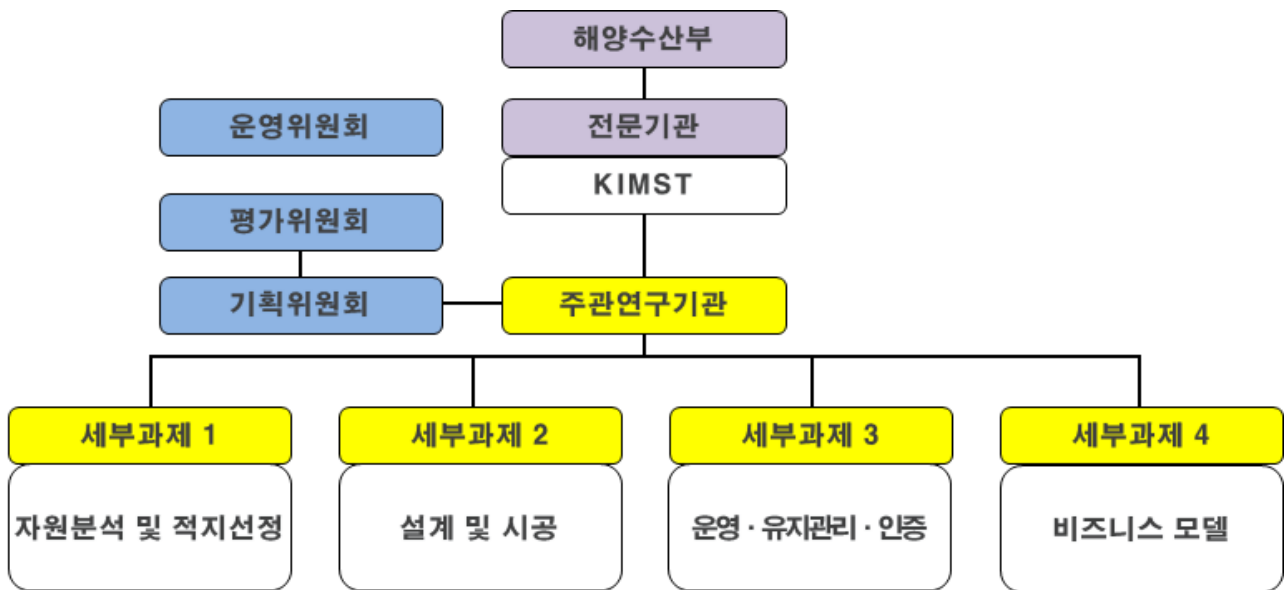 해양수산부
운영위원회
전문기관
KIMST
평가위원회
기획위원회
주관연구기관
세부과제 1
세부과제 2
세부과제 3
세부과제 4
자원분석 및 적지선정
설계 및 시공
운영 · 유지관리 · 인증
비즈니스 모델